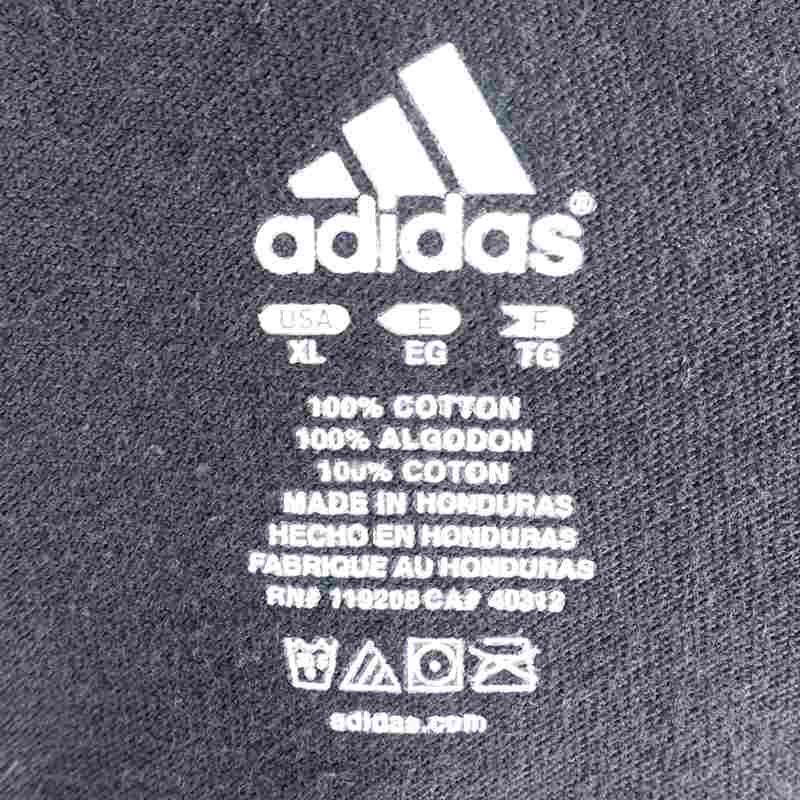 adidas®
USA E F
XL EG TG
100% COTTON
100% ALGODON
100% COTON
MADE IN HONDURAS
HECHO EN HONDURAS
FABRIQUE AU HONDURAS
RN# 110208 CA# 40312
adidas.com